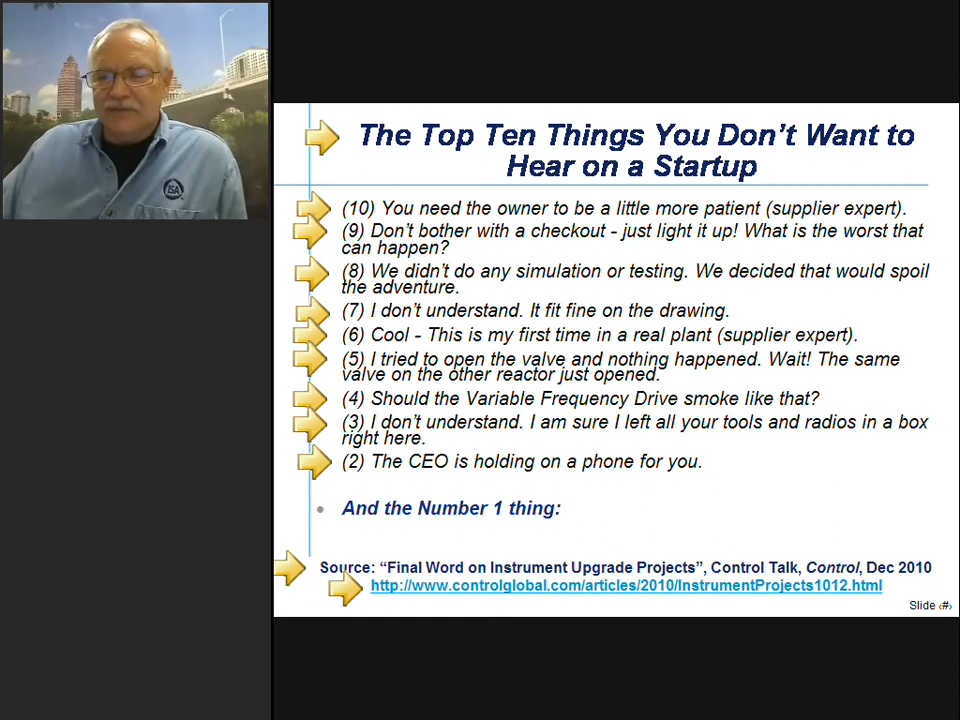 ISA
The Top Ten Things You Don't Want to
Hear on a Startup
(10) You need the owner to be a little more patient (supplier expert).
(9) Don't bother with a checkout - just light it up! What is the worst that
can happen?
(8) We didn't do any simulation or testing. We decided that would spoil
the adventure.
(7) I don't understand. It fit fine on the drawing.
(6) Cool - This is my first time in a real plant (supplier expert).
(5) I tried to open the valve and nothing happened. Wait! The same
valve on the other reactor just opened.
(4) Should the Variable Frequency Drive smoke like that?
(3) I don't understand. I am sure I left all your tools and radios in a box
right here.
(2) The CEO is holding on a phone for you.
• And the Number 1 thing:
Source: “Final Word on Instrument Upgrade Projects”, Control Talk, Control, Dec 2010
http://www.controlglobal.com/articles/2010/InstrumentProjects1012.html
Slide ‹#›